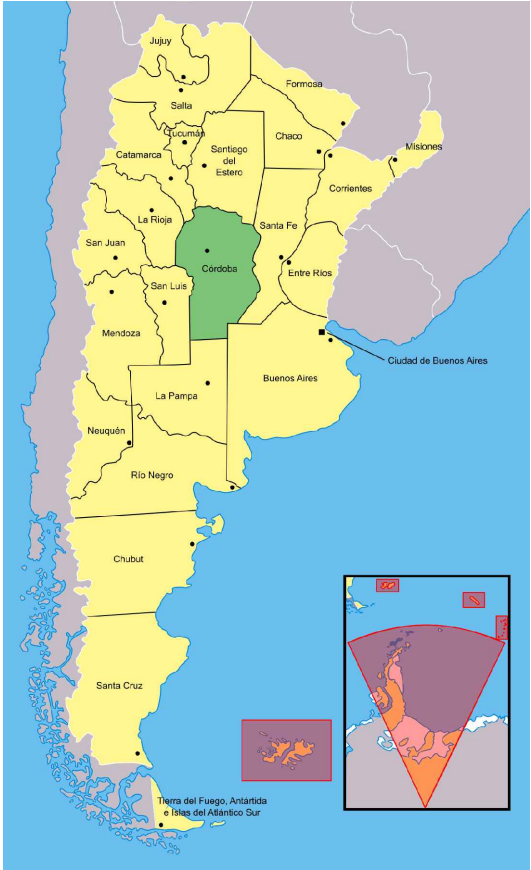 Jujuy
Formosa
Salta
Tucumán
Chaco
Misiones
Santiago
del
Estero
Catamarca
Corrientes
La Rioja
Santa Fe
San Juan
Córdoba
Entre Ríos
San Luis
Mendoza
Ciudad de Buenos Aires
Buenos Aires
La Pampa
Neuquén
Río Negro
Chubut
Santa Cruz
Tierra del Fuego, Antártida
e Islas del Atlántico Sur